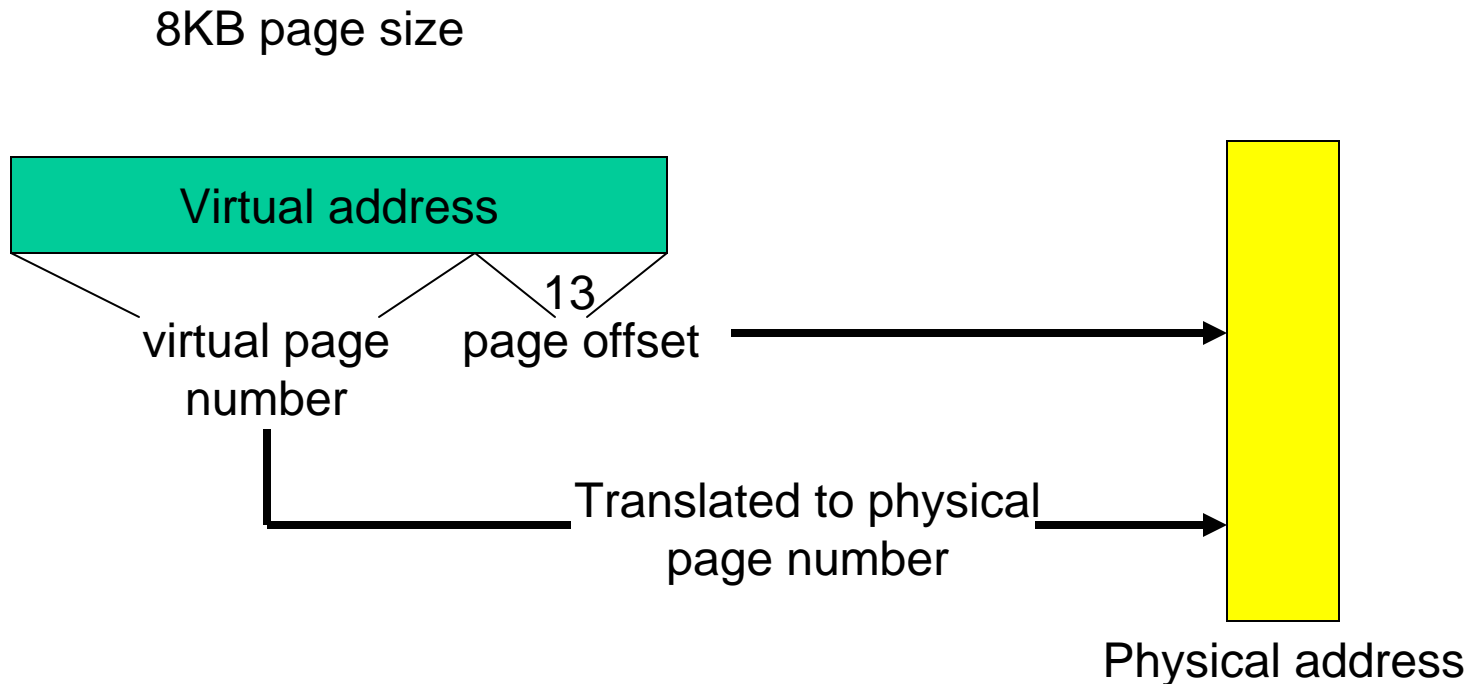 8KB page size
Virtual address
13
virtual page
number
page offset
Translated to physical
page number
Physical address